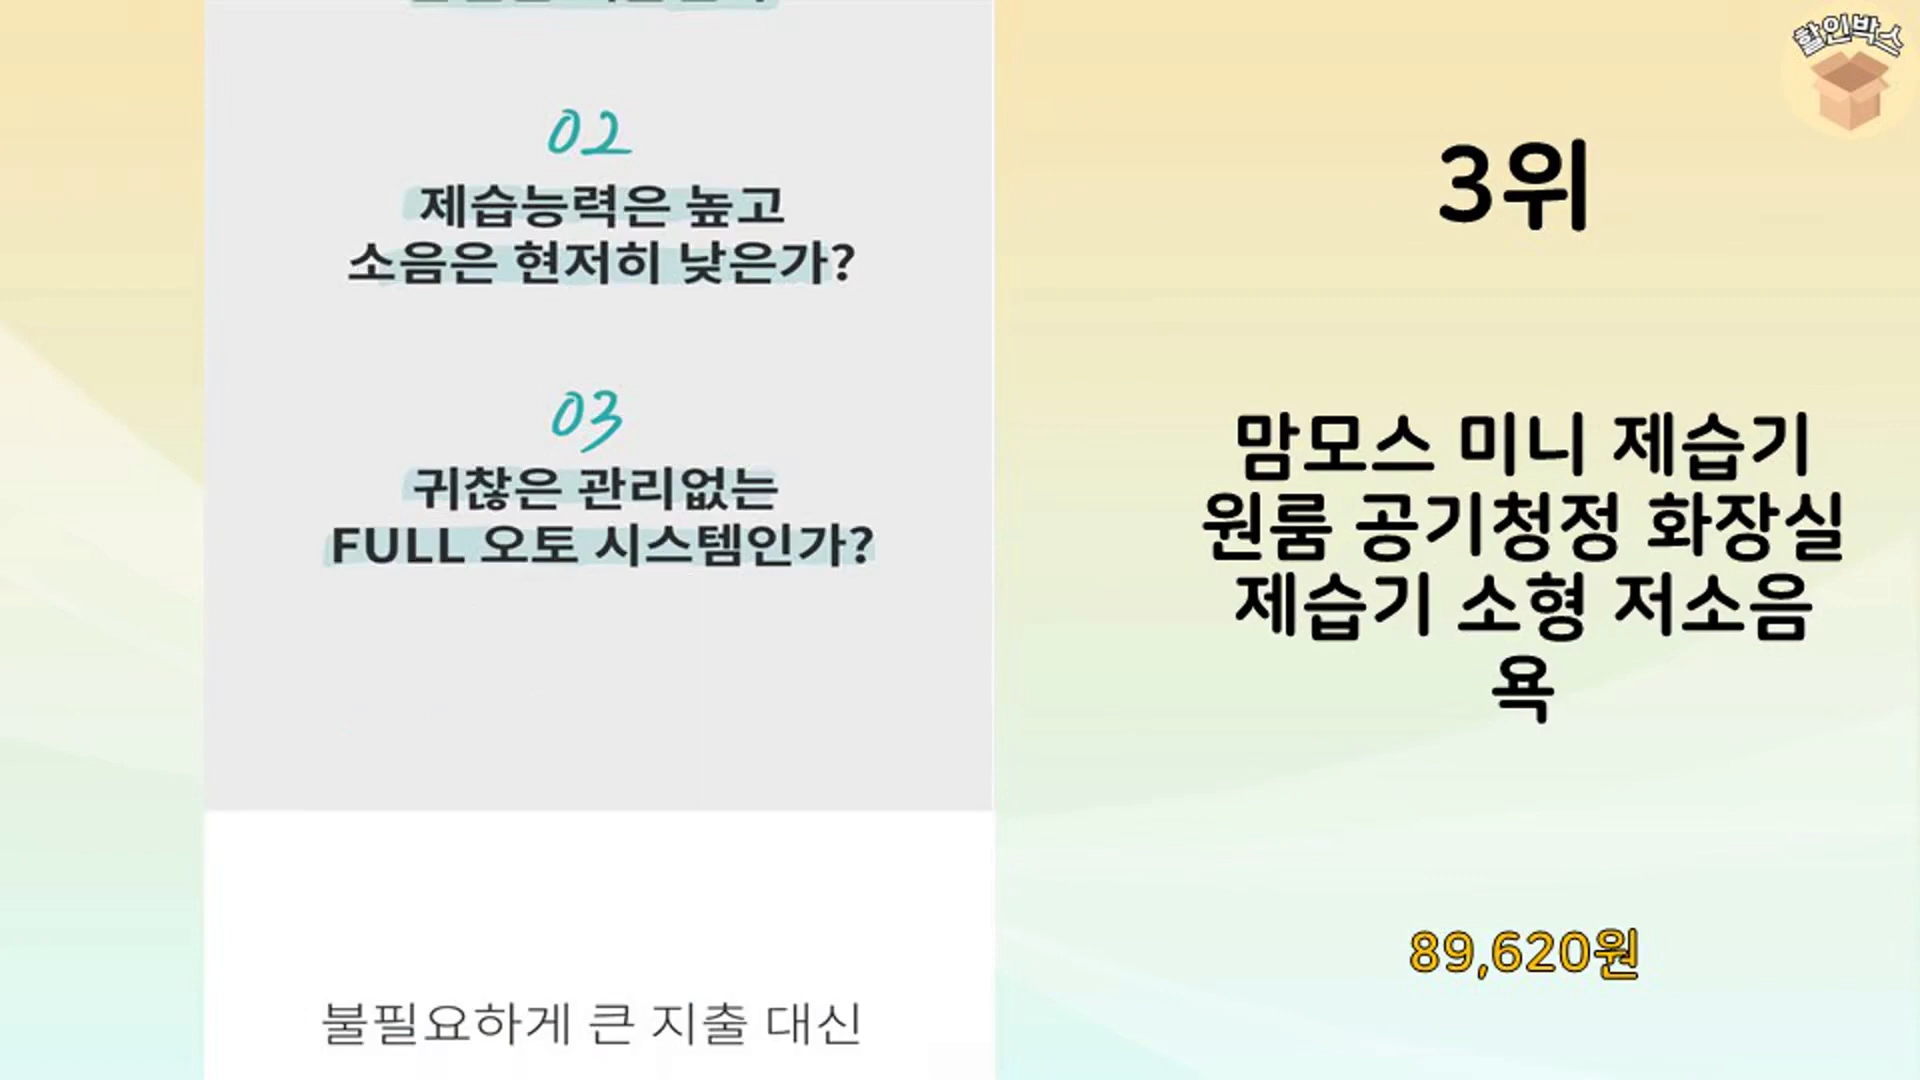 02
제습능력은 높고
소음은 현저히 낮은가?
03
귀찮은 관리없는
FULL 오토 시스템인가?
불필요하게 큰 지출 대신
할인박스
3위
맘모스 미니 제습기
원룸 공기청정 화장실
제습기 소형 저소음
욕
89,620원